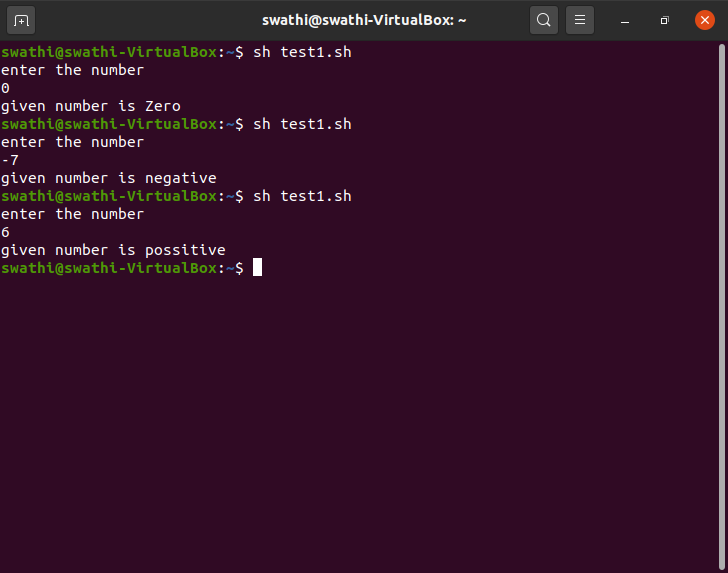 swathi@swathi-VirtualBox: ~
swathi@swathi-VirtualBox:~$ sh test1.sh
enter the number
0
given number is Zero
swathi@swathi-VirtualBox:~$ sh test1.sh
enter the number
-7
given number is negative
swathi@swathi-VirtualBox:~$ sh test1.sh
enter the number
6
given number is possitive
swathi@swathi-VirtualBox:~$